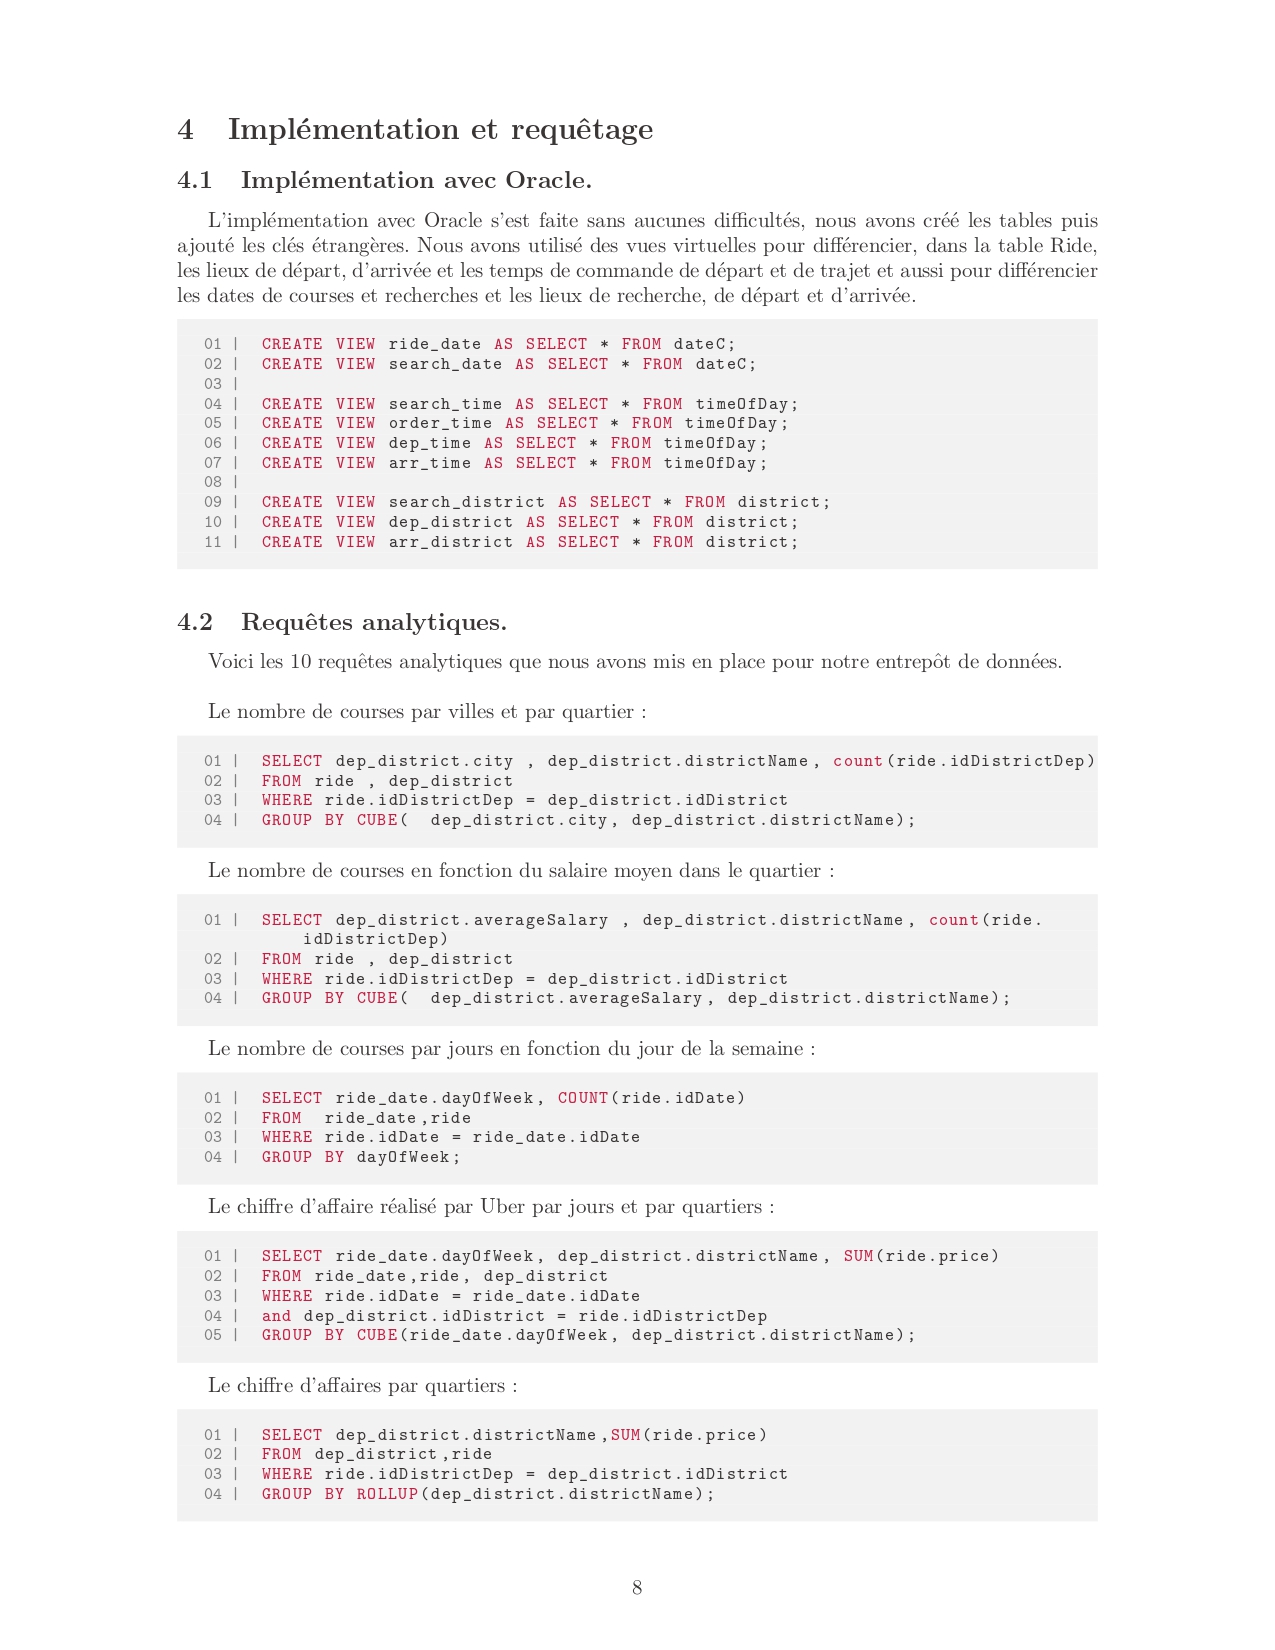 4 Implémentation et requêtage
4.1 Implémentation avec Oracle.
L'implémentation avec Oracle s'est faite sans aucunes difficultés, nous avons créé les tables puis
ajouté les clés étrangères. Nous avons utilisé des vues virtuelles pour différencier, dans la table Ride,
les lieux de départ, d'arrivée et les temps de commande de départ et de trajet et aussi pour différencier
les dates de courses et recherches et les lieux de recherche, de départ et d'arrivée.
01 | CREATE VIEW ride_date AS SELECT * FROM dateC;
02 | CREATE VIEW search_date AS SELECT * FROM dateC;
03 |
04 | CREATE VIEW search_time AS SELECT * FROM timeOfDay;
05 | CREATE VIEW order_time AS SELECT * FROM timeOfDay;
06 | CREATE VIEW dep_time AS SELECT * FROM timeOfDay;
07 | CREATE VIEW arr_time AS SELECT * FROM timeOfDay;
08 |
09 | CREATE VIEW search_district AS SELECT * FROM district;
10 | CREATE VIEW dep_district AS SELECT * FROM district;
11 | CREATE VIEW arr_district AS SELECT * FROM district;
4.2 Requêtes analytiques.
Voici les 10 requêtes analytiques que nous avons mis en place pour notre entrepôt de données.
Le nombre de courses par villes et par quartier :
01 | SELECT dep_district.city , dep_district.districtName, count(ride.idDistrictDep)
02 | FROM ride , dep_district
03 | WHERE ride.idDistrictDep = dep_district.idDistrict
04 | GROUP BY CUBE( dep_district.city, dep_district.districtName);
Le nombre de courses en fonction du salaire moyen dans le quartier :
01 | SELECT dep_district.averageSalary , dep_district.districtName, count(ride.
idDistrictDep)
02 | FROM ride , dep_district
03 | WHERE ride.idDistrictDep = dep_district.idDistrict
04 | GROUP BY CUBE( dep_district.averageSalary, dep_district.districtName);
Le nombre de courses par jours en fonction du jour de la semaine :
01 | SELECT ride_date.dayOfWeek, COUNT(ride.idDate)
02 | FROM ride_date,ride
03 | WHERE ride.idDate = ride_date.idDate
04 | GROUP BY dayOfWeek;
Le chiffre d'affaire réalisé par Uber par jours et par quartiers :
01 | SELECT ride_date.dayOfWeek, dep_district.districtName, SUM(ride.price)
02 | FROM ride_date,ride, dep_district
03 | WHERE ride.idDate = ride_date.idDate
04 | and dep_district.idDistrict = ride.idDistrictDep
05 | GROUP BY CUBE(ride_date.dayOfWeek, dep_district.districtName);
Le chiffre d'affaires par quartiers :
01 | SELECT dep_district.districtName,SUM(ride.price)
02 | FROM dep_district,ride
03 | WHERE ride.idDistrictDep = dep_district.idDistrict
04 | GROUP BY ROLLUP(dep_district.districtName);
8